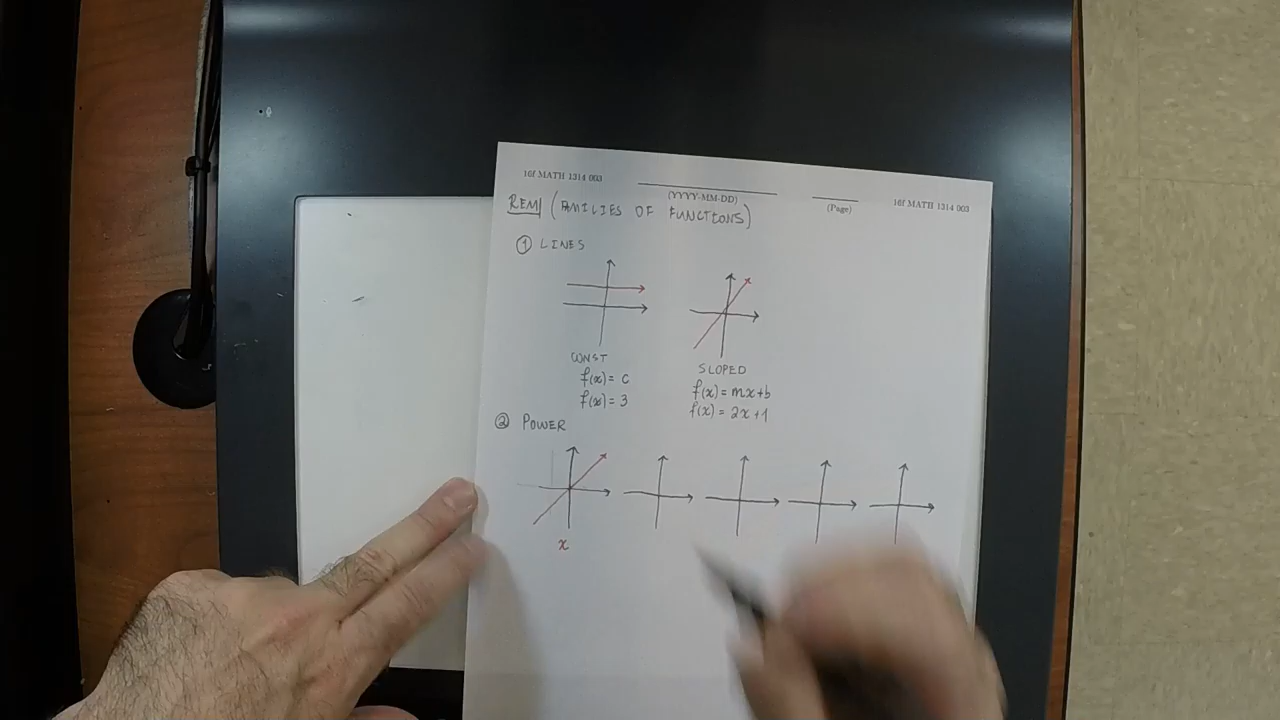 16f MATH 1314 003 (YYYY-MM-DD) (Page) 16f MATH 1314 003
REM (FAMILIES OF FUNCTIONS)
① LINES
CONST
f(x) = c
f(x) = 3
SLOPED
f(x) = mx+b
f(x) = 2x+1
② POWER
x